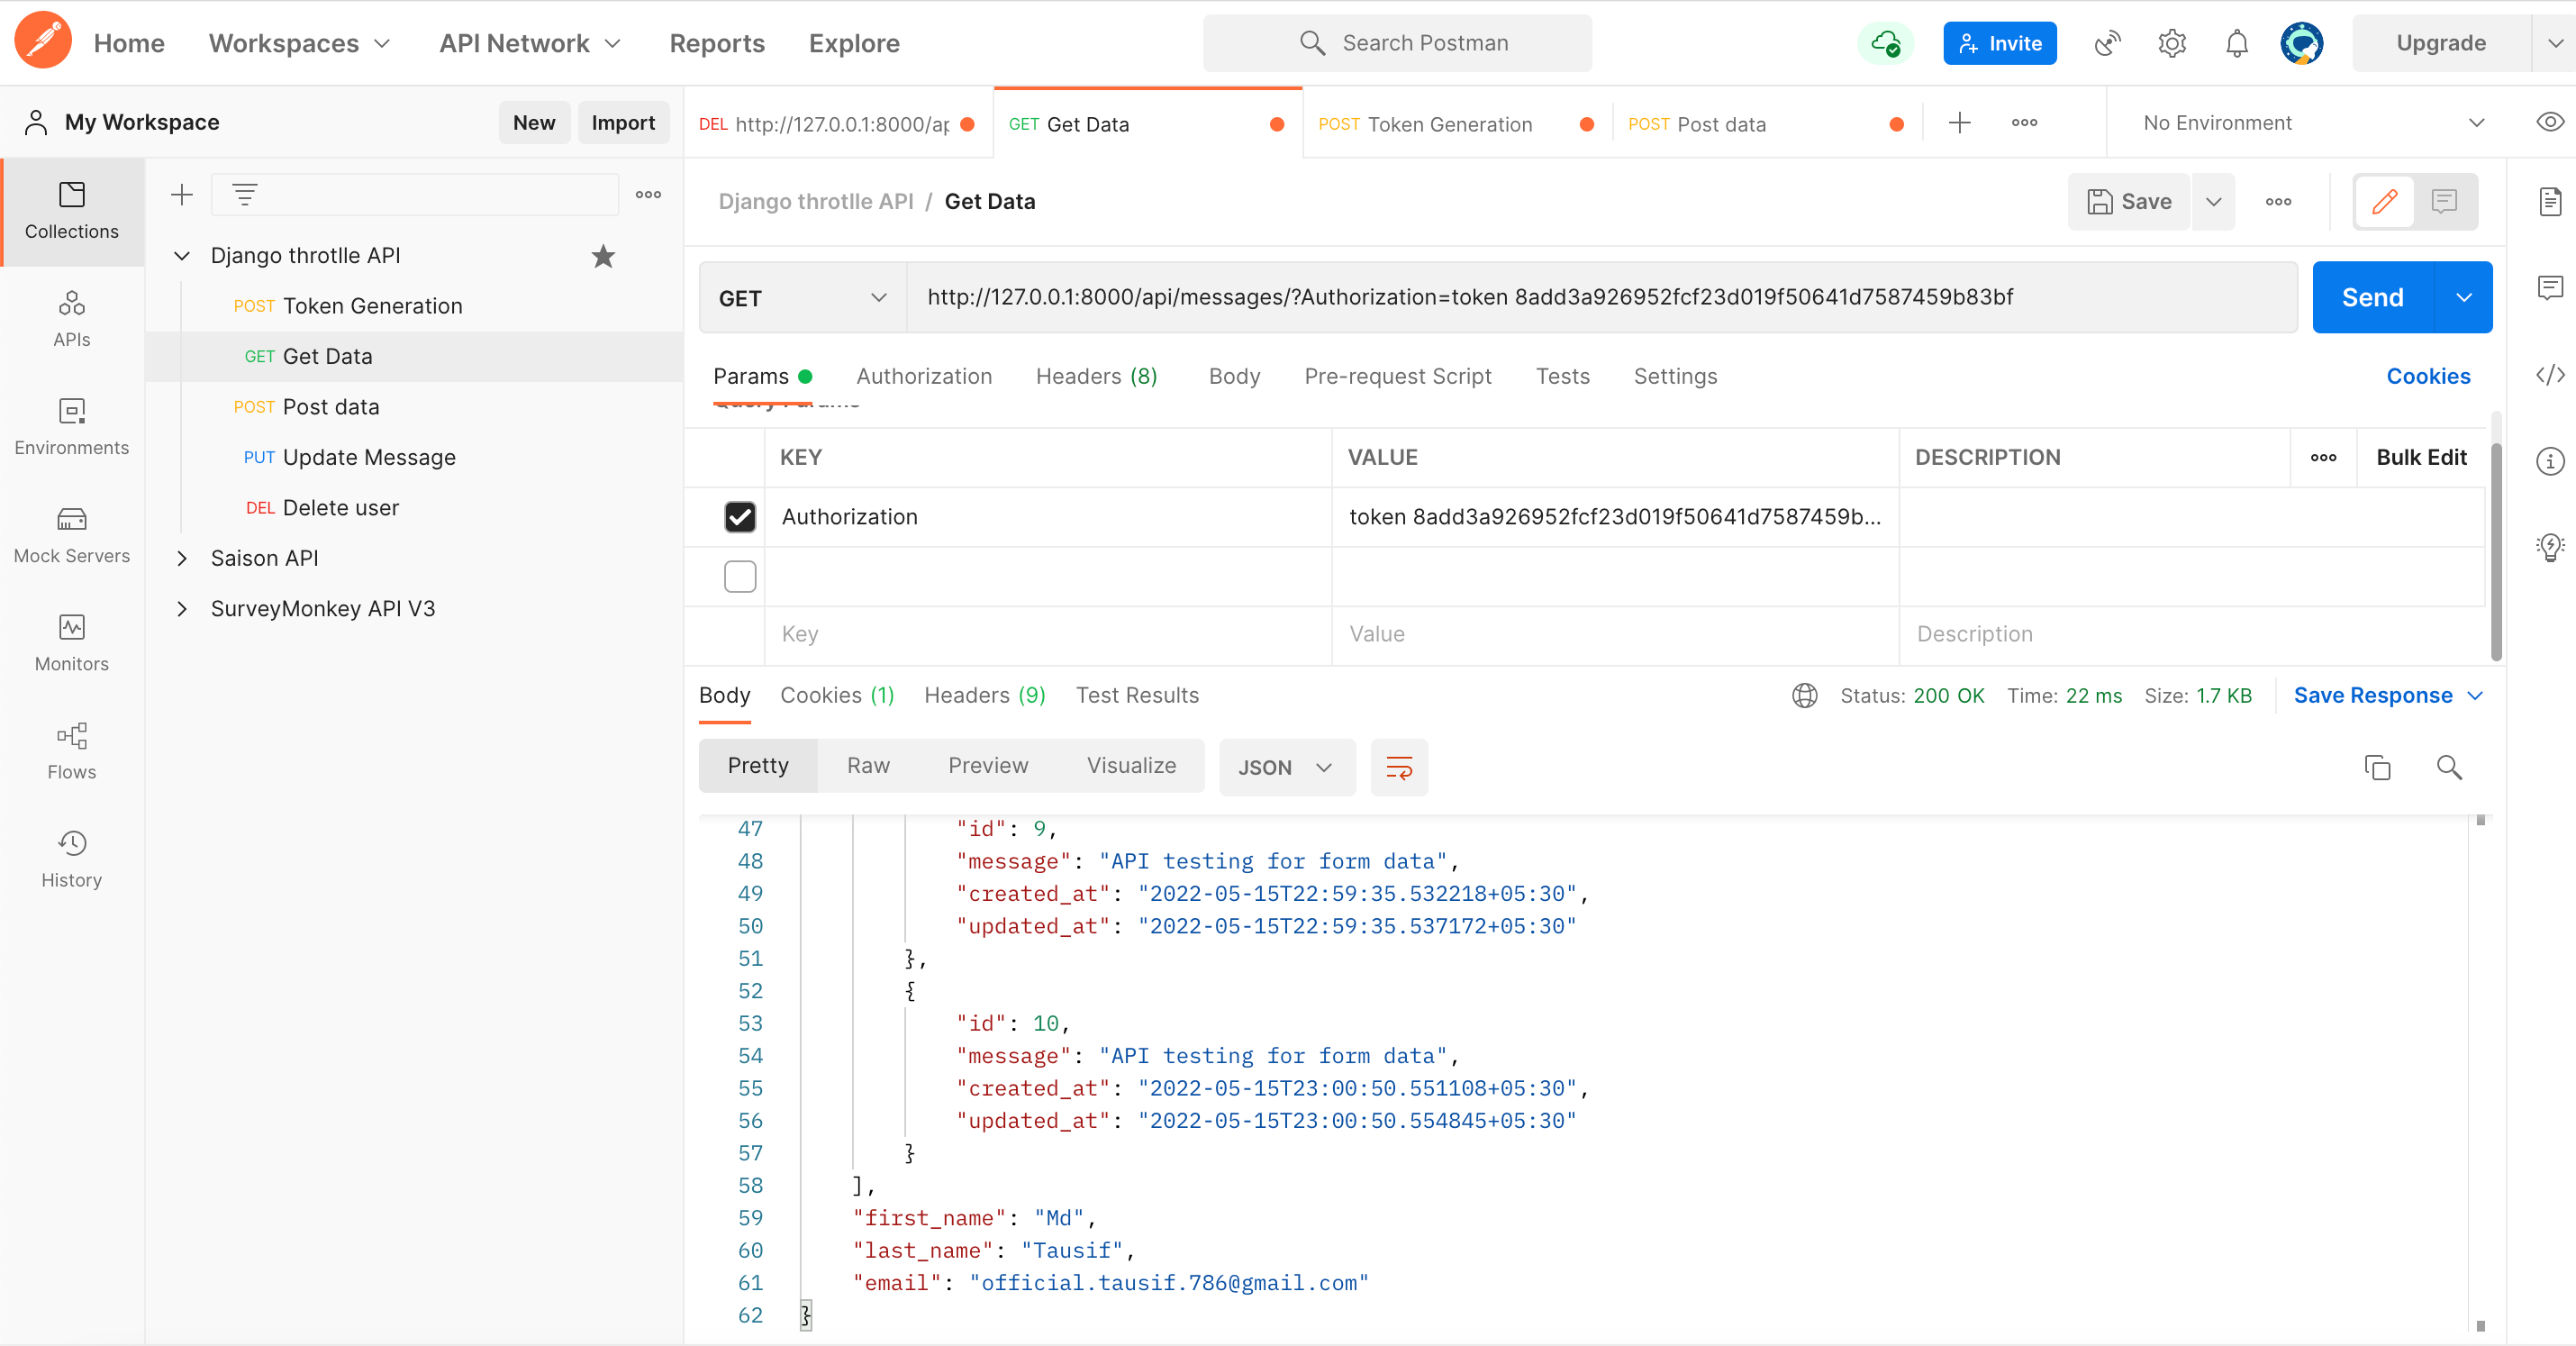 Home Workspaces API Network Reports Explore Search Postman Invite Upgrade
My Workspace New Import DEL http://127.0.0.1:8000/ap GET Get Data POST Token Generation POST Post data No Environment
Collections
APIs
Environments
Mock Servers
Monitors
Flows
History
Django throtlle API
POST Token Generation
GET Get Data
POST Post data
PUT Update Message
DEL Delete user
Saison API
SurveyMonkey API V3
Django throtlle API / Get Data Save
GET http://127.0.0.1:8000/api/messages/?Authorization=token 8add3a926952fcf23d019f50641d7587459b83bf Send
Params Authorization Headers (8) Body Pre-request Script Tests Settings Cookies
Query Params
KEY VALUE DESCRIPTION Bulk Edit
Authorization token 8add3a926952fcf23d019f50641d7587459b...
Key Value Description
Body Cookies (1) Headers (9) Test Results Status: 200 OK Time: 22 ms Size: 1.7 KB Save Response
Pretty Raw Preview Visualize JSON
47 "id": 9,
48 "message": "API testing for form data",
49 "created_at": "2022-05-15T22:59:35.532218+05:30",
50 "updated_at": "2022-05-15T22:59:35.537172+05:30"
51 },
52 {
53 "id": 10,
54 "message": "API testing for form data",
55 "created_at": "2022-05-15T23:00:50.551108+05:30",
56 "updated_at": "2022-05-15T23:00:50.554845+05:30"
57 }
58 ],
59 "first_name": "Md",
60 "last_name": "Tausif",
61 "email": "official.tausif.786@gmail.com"
62 }